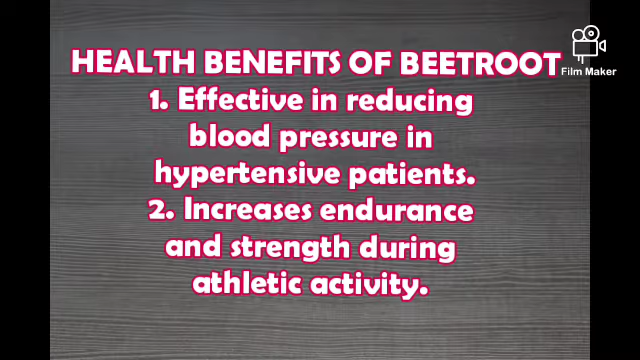 HEALTH BENEFITS OF BEETROOT
Film Maker
1. Effective in reducing
blood pressure in
hypertensive patients.
2. Increases endurance
and strength during
athletic activity.